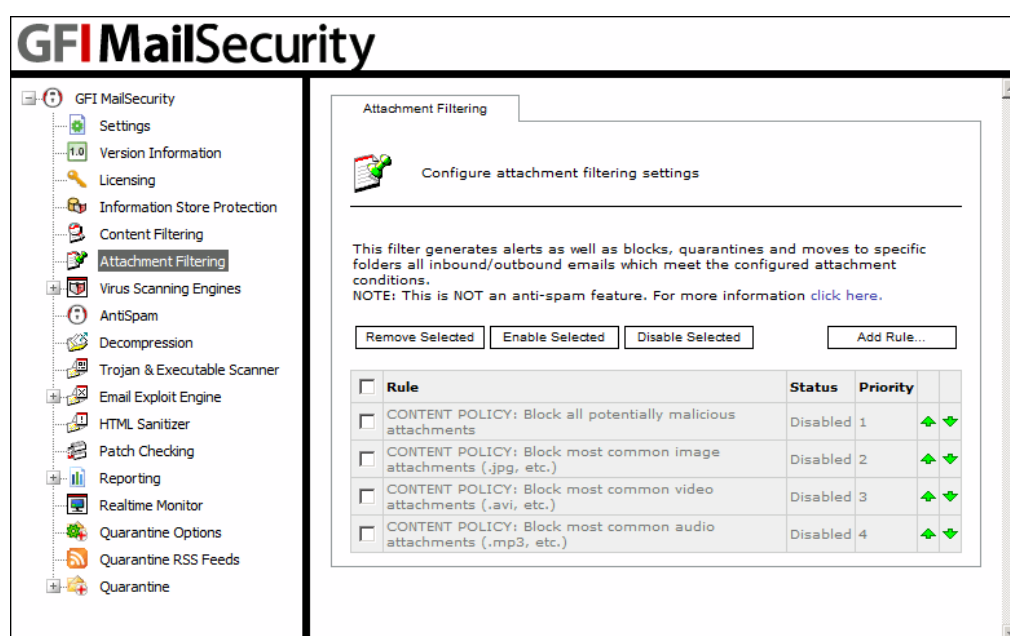 GFI MailSecurity
GFI MailSecurity
Settings
1.0
Version Information
Licensing
Information Store Protection
Content Filtering
Attachment Filtering
Virus Scanning Engines
AntiSpam
Decompression
Trojan & Executable Scanner
Email Exploit Engine
HTML Sanitizer
Patch Checking
Reporting
Realtime Monitor
Quarantine Options
Quarantine RSS Feeds
Quarantine
Attachment Filtering
Configure attachment filtering settings
This filter generates alerts as well as blocks, quarantines and moves to specific
folders all inbound/outbound emails which meet the configured attachment
conditions.
NOTE: This is NOT an anti-spam feature. For more information click here.
Remove Selected Enable Selected Disable Selected Add Rule...
Rule Status Priority
CONTENT POLICY: Block all potentially malicious
attachments Disabled 1
CONTENT POLICY: Block most common image
attachments (.jpg, etc.) Disabled 2
CONTENT POLICY: Block most common video
attachments (.avi, etc.) Disabled 3
CONTENT POLICY: Block most common audio
attachments (.mp3, etc.) Disabled 4